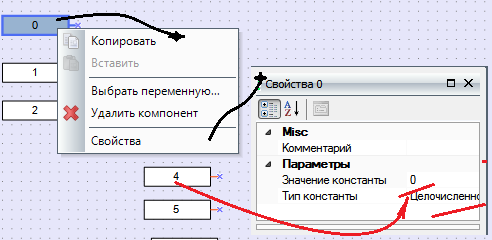 0
1
2
4
5
Копировать
Вставить
Выбрать переменную...
Удалить компонент
Свойства
Свойства 0
Misc
Комментарий
Параметры
Значение константы 0
Тип константы Целочисленно